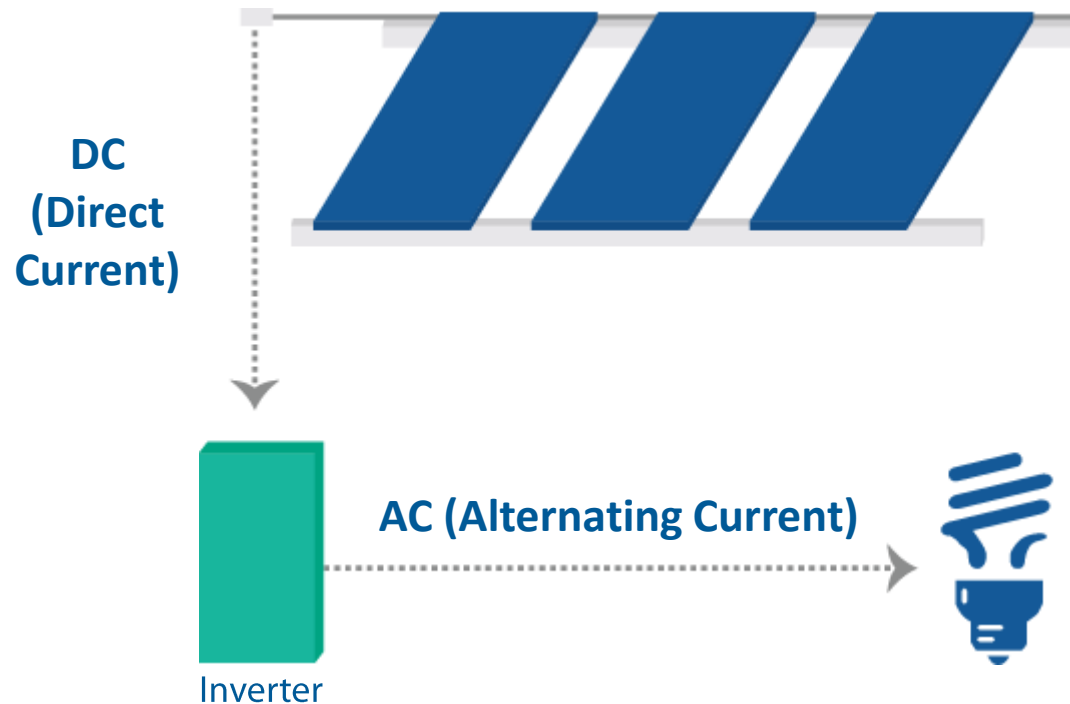 DC
(Direct
Current)
AC (Alternating Current)
Inverter